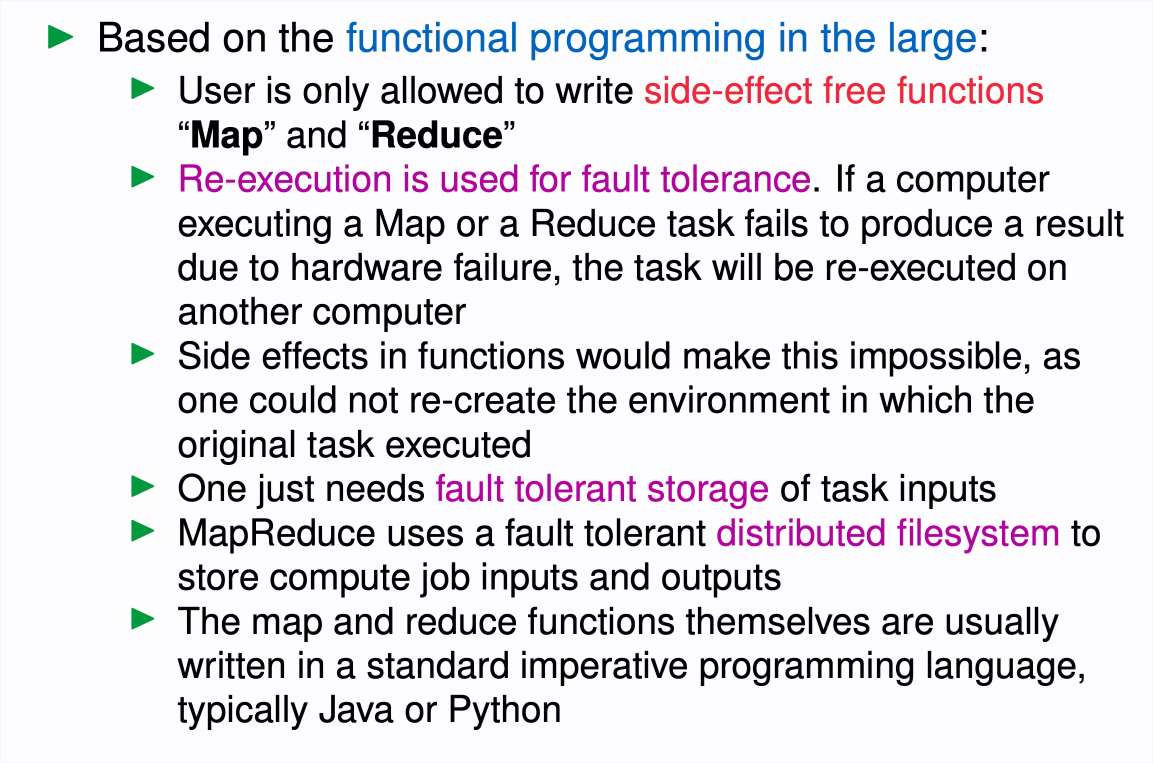 Based on the functional programming in the large:
User is only allowed to write side-effect free functions
“Map” and “Reduce”
Re-execution is used for fault tolerance. If a computer
executing a Map or a Reduce task fails to produce a result
due to hardware failure, the task will be re-executed on
another computer
Side effects in functions would make this impossible, as
one could not re-create the environment in which the
original task executed
One just needs fault tolerant storage of task inputs
MapReduce uses a fault tolerant distributed filesystem to
store compute job inputs and outputs
The map and reduce functions themselves are usually
written in a standard imperative programming language,
typically Java or Python